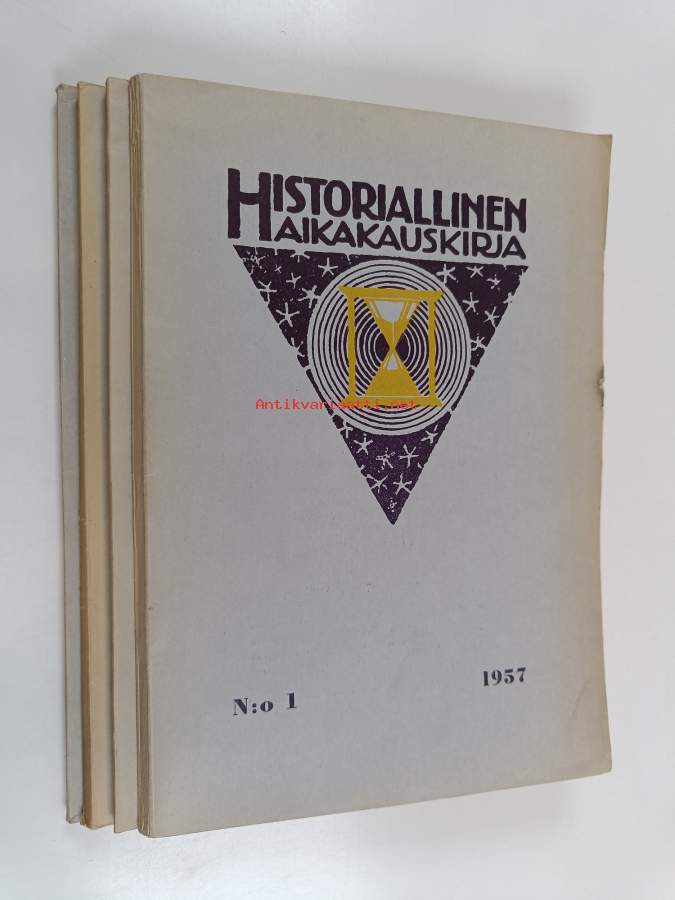 HISTORIALLINEN
AIKAKAUSKIRJA
Antikvariaatti.net
N:o 1
1957